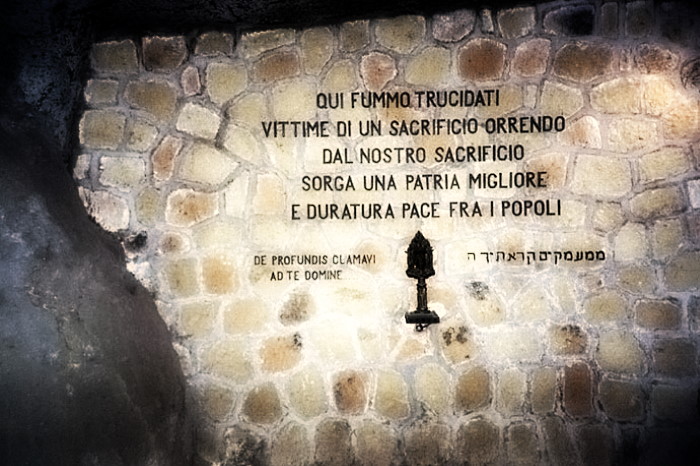 QUI FUMMO TRUCIDATI
VITTIME DI UN SACRIFICIO ORRENDO
DAL NOSTRO SACRIFICIO
SORGA UNA PATRIA MIGLIORE
E DURATURA PACE FRA I POPOLI
DE PROFUNDIS CLAMAVI
AD TE DOMINE
ממעמקים קראתיך ה